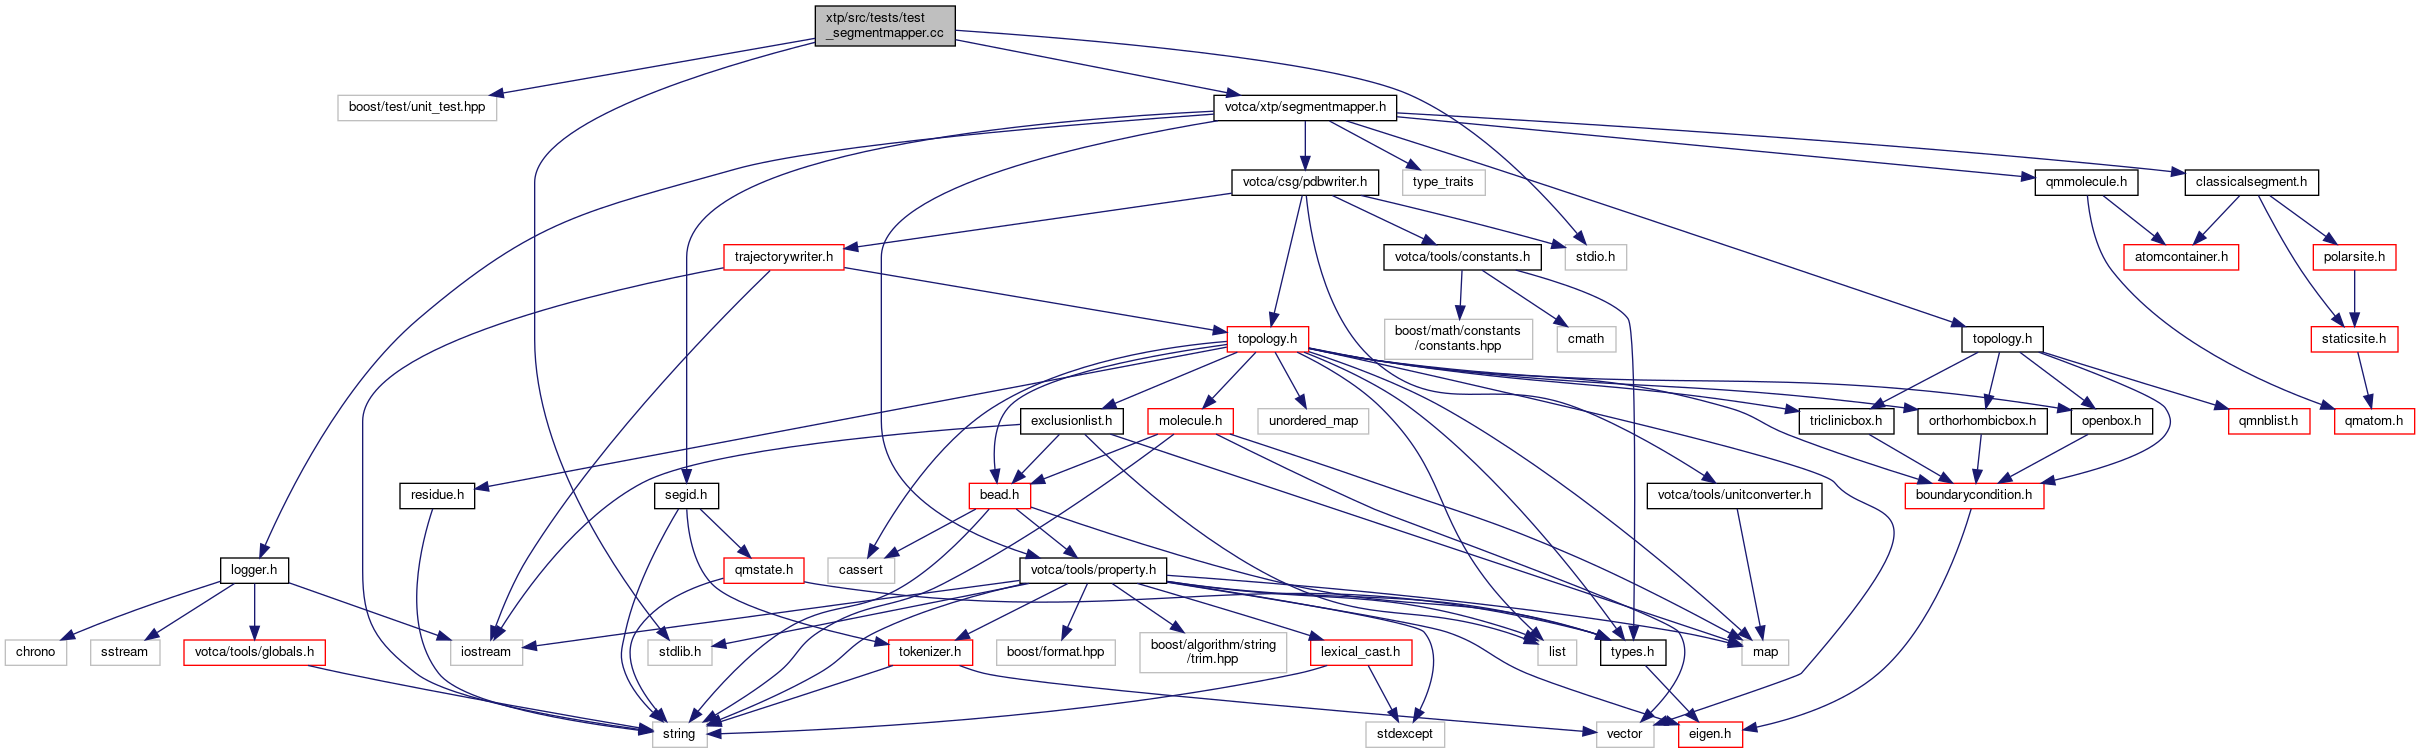 xtp/src/tests/test
_segmentmapper.cc
boost/test/unit_test.hpp
votca/xtp/segmentmapper.h
votca/csg/pdbwriter.h
type_traits
qmmolecule.h
classicalsegment.h
trajectorywriter.h
votca/tools/constants.h
stdio.h
atomcontainer.h
polarsite.h
topology.h
boost/math/constants
/constants.hpp
cmath
topology.h
staticsite.h
exclusionlist.h
molecule.h
unordered_map
triclinicbox.h
orthorhombicbox.h
openbox.h
qmnblist.h
qmatom.h
residue.h
segid.h
bead.h
votca/tools/unitconverter.h
boundarycondition.h
logger.h
qmstate.h
cassert
votca/tools/property.h
chrono
sstream
votca/tools/globals.h
iostream
stdlib.h
tokenizer.h
boost/format.hpp
boost/algorithm/string
/trim.hpp
lexical_cast.h
list
types.h
map
string
stdexcept
vector
eigen.h